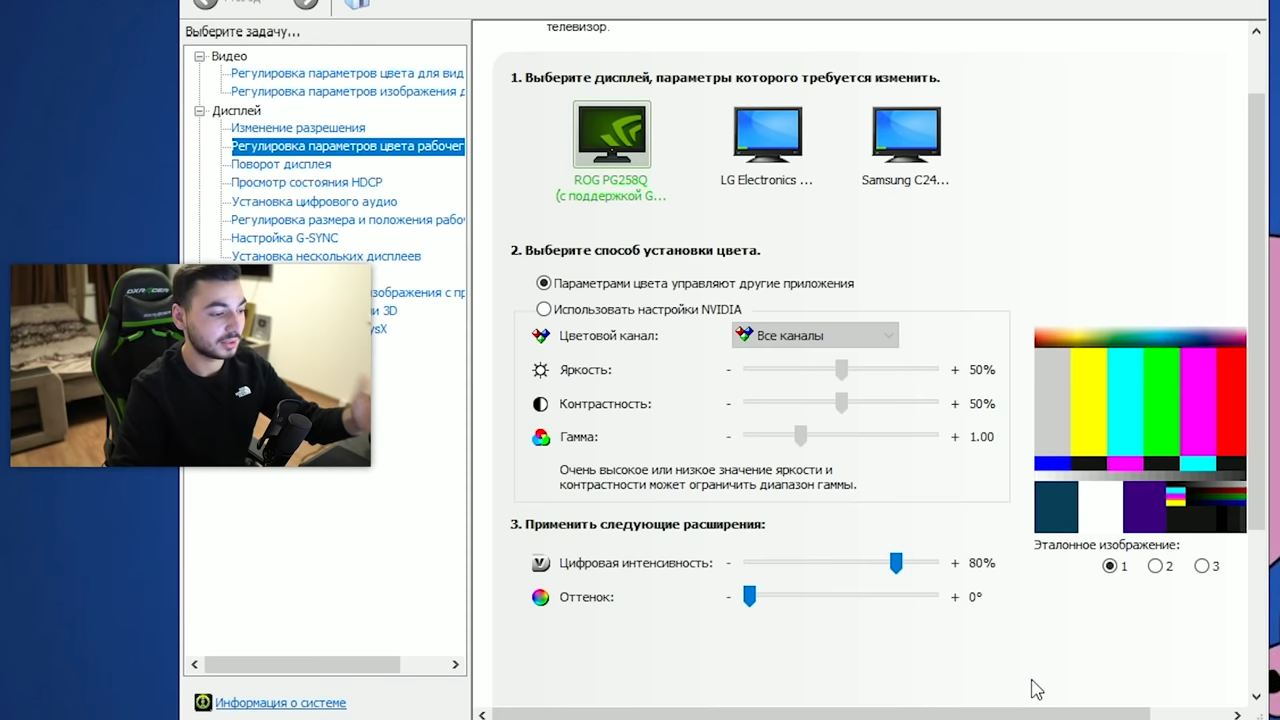 Выберите задачу...
Видео
Регулировка параметров цвета для вид
Регулировка параметров изображения д
Дисплей
Изменение разрешения
Регулировка параметров цвета рабочег
Поворот дисплея
Просмотр состояния HDCP
Установка цифрового аудио
Регулировка размера и положения рабо
Настройка G-SYNC
Установка нескольких дисплеев
изображения с пр
и 3D
ysX
Информация о системе
телевизор.
1. Выберите дисплей, параметры которого требуется изменить.
ROG PG258Q
(с поддержкой G...
LG Electronics ...
Samsung C24...
2. Выберите способ установки цвета.
Параметрами цвета управляют другие приложения
Использовать настройки NVIDIA
Цветовой канал: Все каналы
Яркость: - + 50%
Контрастность: - + 50%
Гамма: - + 1.00
Очень высокое или низкое значение яркости и
контрастности может ограничить диапазон гаммы.
3. Применить следующие расширения:
Цифровая интенсивность: - + 80%
Оттенок: - + 0°
Эталонное изображение:
1 2 3
DXRACER